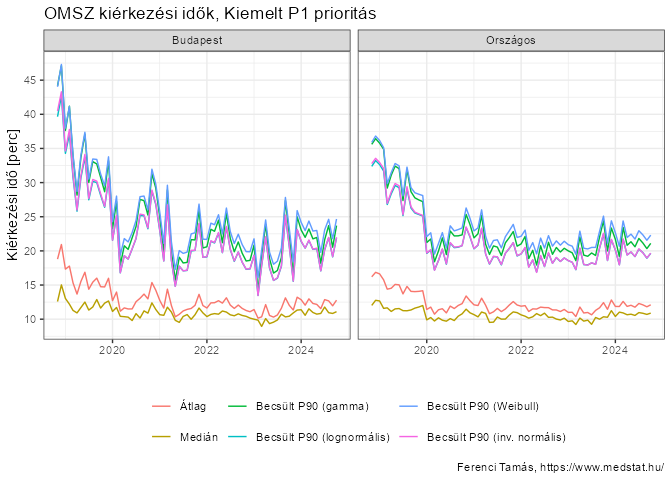 OMSZ kiérkezési idők, Kiemelt P1 prioritás
Budapest
Országos
Kiérkezési idő [perc]
45
40
35
30
25
20
15
10
2020
2022
2024
2020
2022
2024
Átlag
Becsült P90 (gamma)
Becsült P90 (Weibull)
Medián
Becsült P90 (lognormális)
Becsült P90 (inv. normális)
Ferenci Tamás, https://www.medstat.hu/